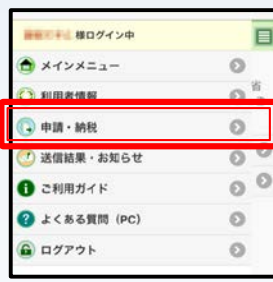 様ログイン中
メインメニュー
利用者情報
省
申請・納税
送信結果・お知らせ
ご利用ガイド
よくある質問（PC）
ログアウト